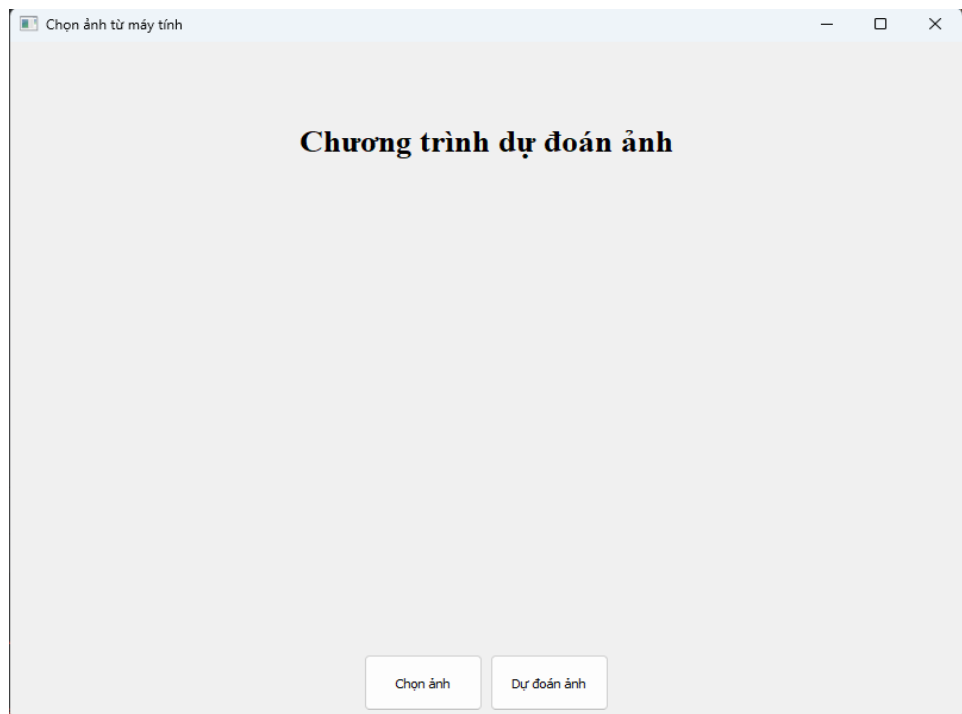 Chọn ảnh từ máy tính
Chương trình dự đoán ảnh
Chọn ảnh
Dự đoán ảnh